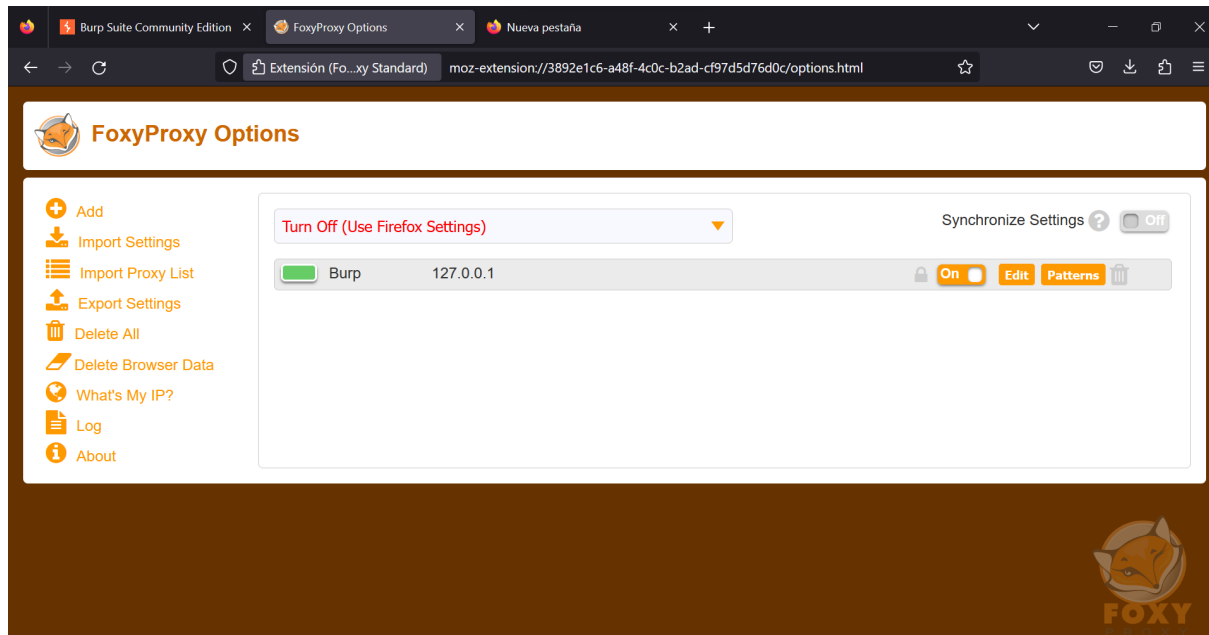 Burp Suite Community Edition
FoxyProxy Options
Nueva pestaña
Extensión (Fo...xy Standard)
moz-extension://3892e1c6-a48f-4c0c-b2ad-cf97d5d76d0c/options.html
FoxyProxy Options
Add
Import Settings
Import Proxy List
Export Settings
Delete All
Delete Browser Data
What's My IP?
Log
About
Turn Off (Use Firefox Settings)
Synchronize Settings ? Off
Burp 127.0.0.1 On Edit Patterns
FOXY